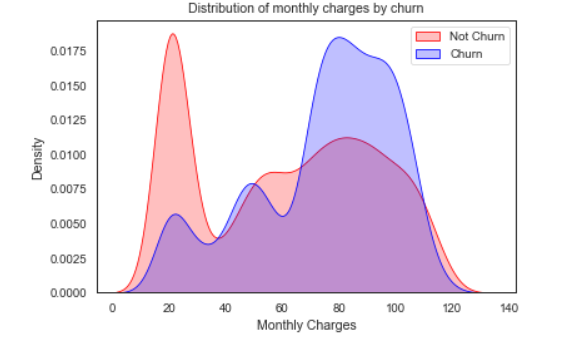 Distribution of monthly charges by churn
Not Churn
Churn
0.0175
0.0150
0.0125
0.0100
0.0075
0.0050
0.0025
0.0000
Density
0 20 40 60 80 100 120 140
Monthly Charges